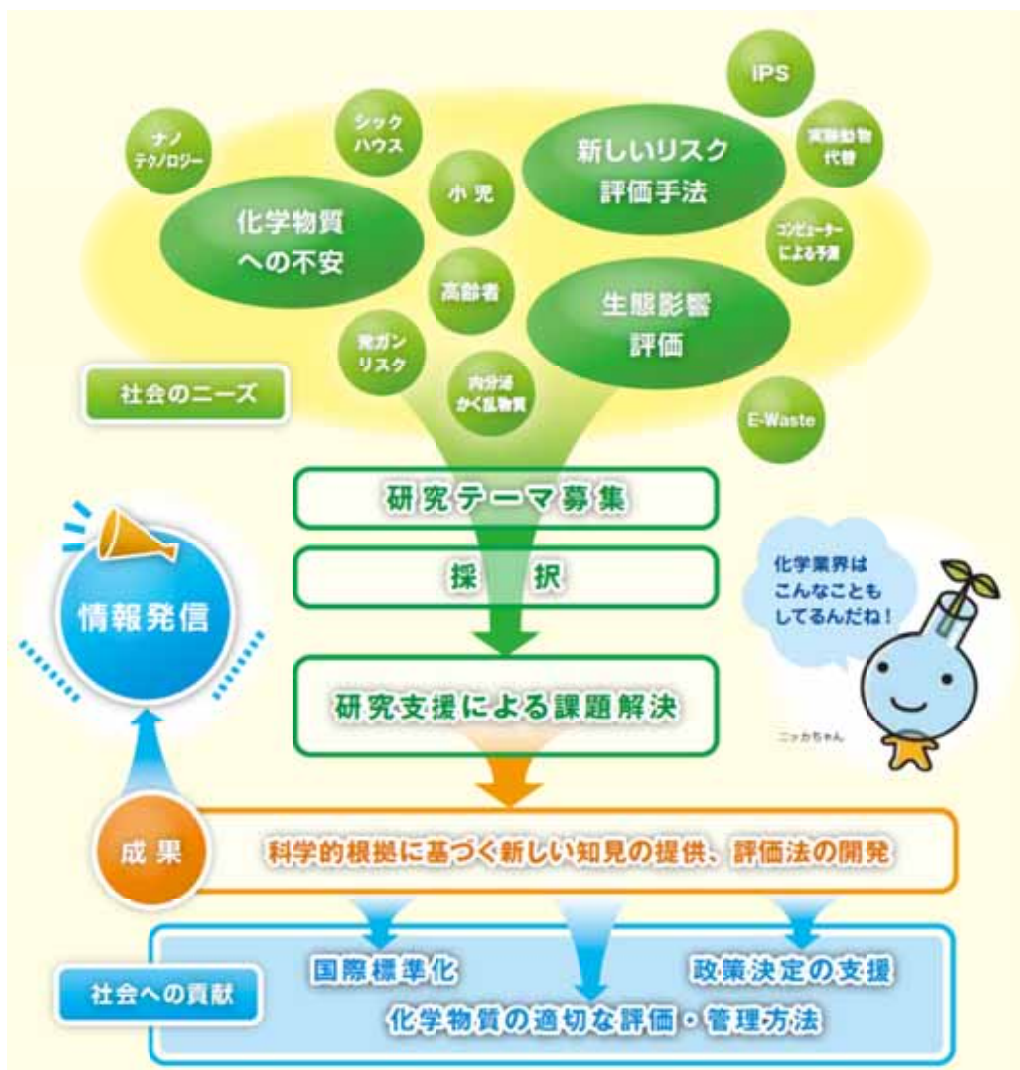 iPS
ナノ
テクノロジー
シック
ハウス
新しいリスク
評価手法
実験動物
代替
小児
化学物質
への不安
コンピューター
による予測
高齢者
生態影響
評価
発ガン
リスク
内分泌
かく乱物質
社会のニーズ
E-Waste
研究テーマ募集
採択
情報発信
化学業界は
こんなことも
してるんだね！
研究支援による課題解決
ニッカちゃん
成果
科学的根拠に基づく新しい知見の提供、評価法の開発
国際標準化
政策決定の支援
社会への貢献
化学物質の適切な評価・管理方法